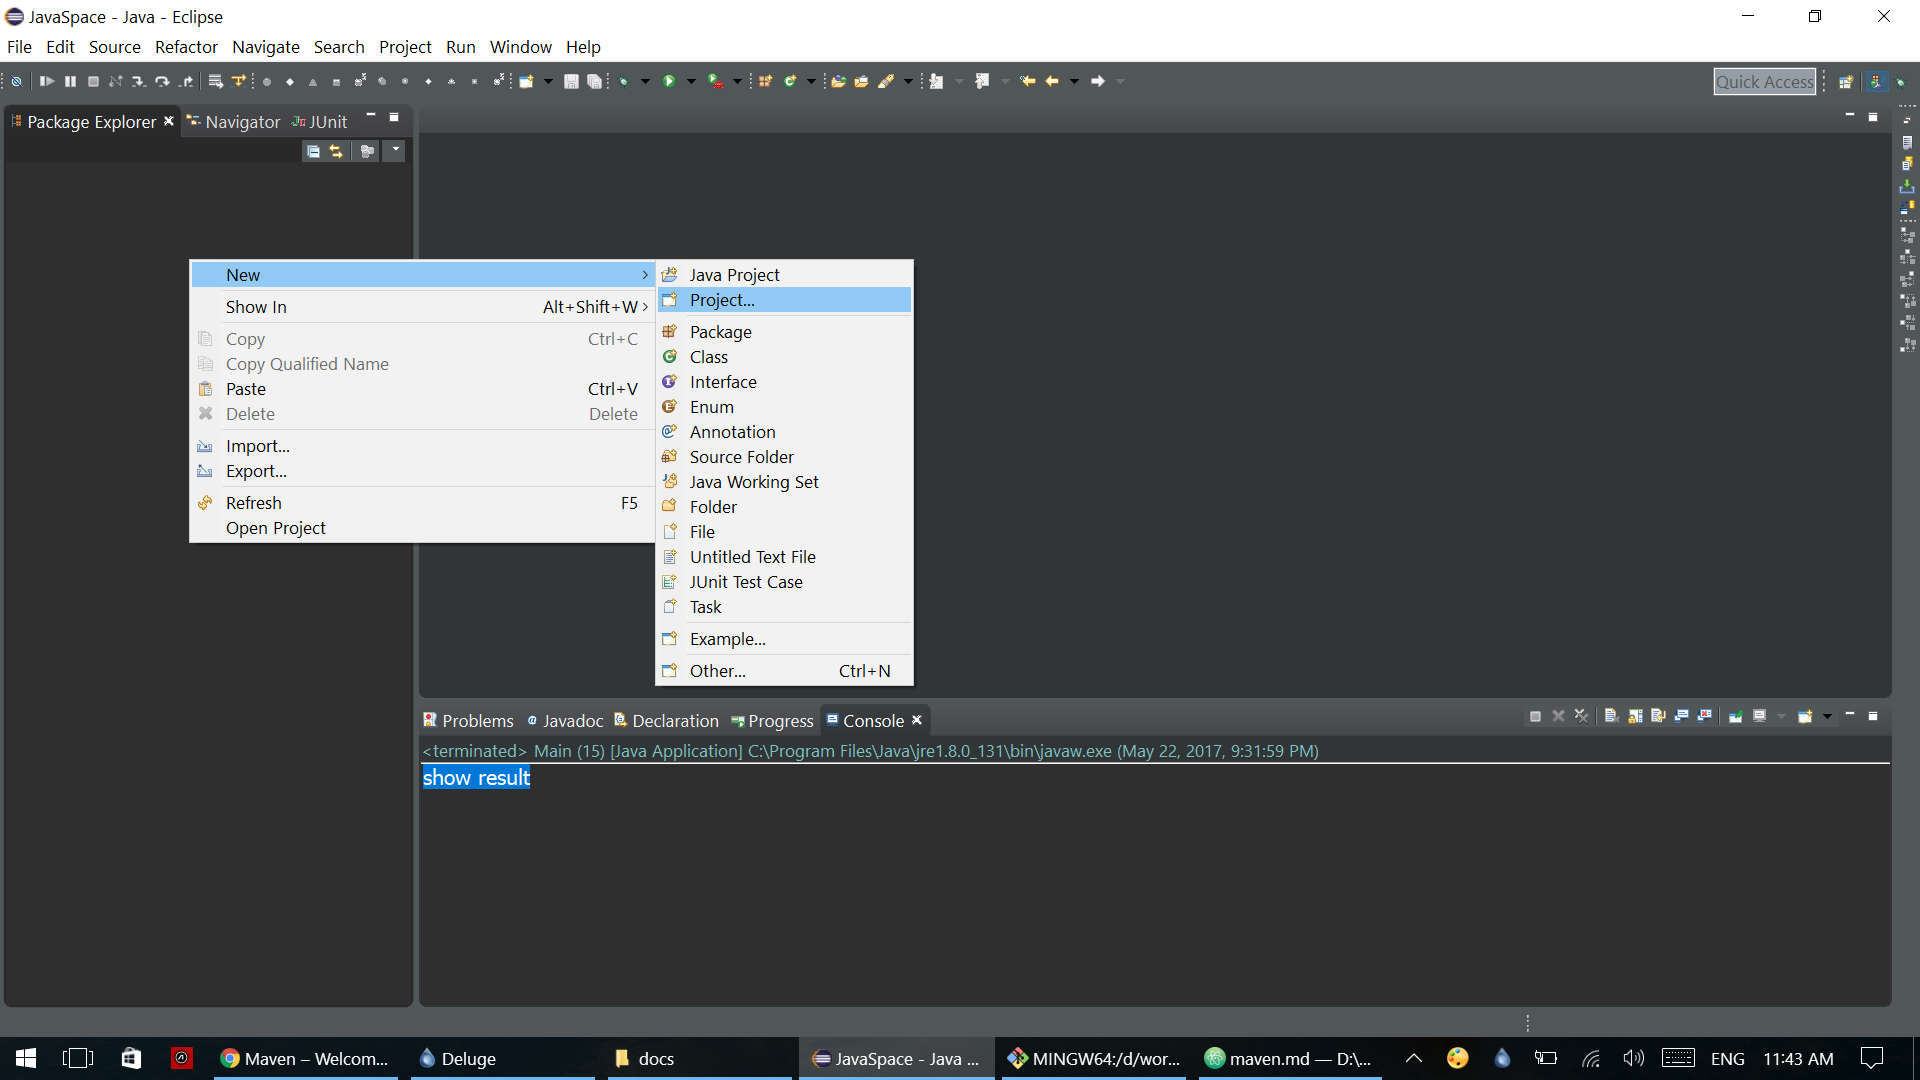 JavaSpace - Java - Eclipse
File Edit Source Refactor Navigate Search Project Run Window Help
Quick Access
Package Explorer Navigator JUnit
New
Show In Alt+Shift+W
Copy Ctrl+C
Copy Qualified Name
Paste Ctrl+V
Delete Delete
Import...
Export...
Refresh F5
Open Project
Java Project
Project...
Package
Class
Interface
Enum
Annotation
Source Folder
Java Working Set
Folder
File
Untitled Text File
JUnit Test Case
Task
Example...
Other... Ctrl+N
Problems Javadoc Declaration Progress Console
<terminated> Main (15) [Java Application] C:\Program Files\Java\jre1.8.0_131\bin\javaw.exe (May 22, 2017, 9:31:59 PM)
show result
Maven – Welcom... Deluge docs JavaSpace - Java ... MINGW64:/d/wor... maven.md — D:\... ENG 11:43 AM